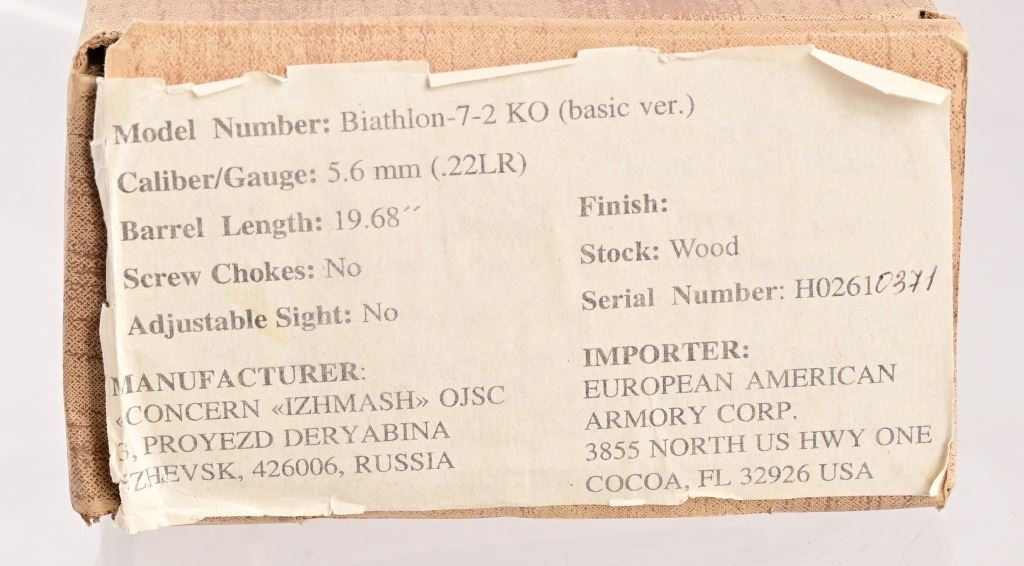 Model Number: Biathlon-7-2 KO (basic ver.)
Caliber/Gauge: 5.6 mm (.22LR)
Barrel Length: 19.68´´
Screw Chokes: No
Adjustable Sight: No
Finish:
Stock: Wood
Serial Number: H02610371
MANUFACTURER:
«CONCERN «IZHMASH» OJSC
3, PROYEZD DERYABINA
IZHEVSK, 426006, RUSSIA
IMPORTER:
EUROPEAN AMERICAN
ARMORY CORP.
3855 NORTH US HWY ONE
COCOA, FL 32926 USA